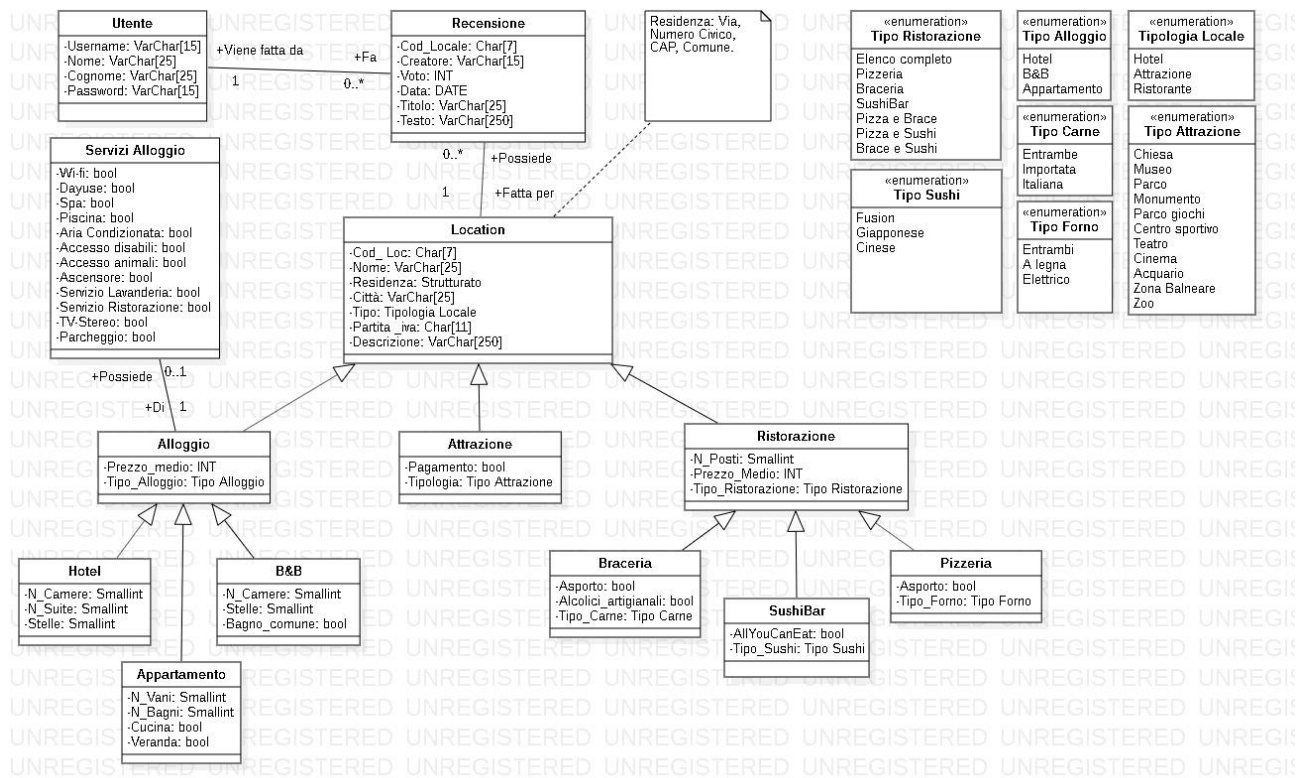 Utente
-Username: VarChar[15]
-Nome: VarChar[25]
-Cognome: VarChar[25]
-Password: VarChar[15]
+Viene fatta da
1
+Fa
0..*
Recensione
-Cod_Locale: Char[7]
-Creatore: VarChar[15]
-Voto: INT
-Data: DATE
-Titolo: VarChar[25]
-Testo: VarChar[250]
Residenza: Via,
Numero Civico,
CAP, Comune.
«enumeration»
Tipo Ristorazione
Elenco completo
Pizzeria
Braceria
SushiBar
Pizza e Brace
Pizza e Sushi
Brace e Sushi
«enumeration»
Tipo Alloggio
Hotel
B&B
Appartamento
«enumeration»
Tipologia Locale
Hotel
Attrazione
Ristorante
«enumeration»
Tipo Carne
Entrambe
Importata
Italiana
«enumeration»
Tipo Attrazione
Chiesa
Museo
Parco
Monumento
Parco giochi
Centro sportivo
Teatro
Cinema
Acquario
Zona Balneare
Zoo
«enumeration»
Tipo Sushi
Fusion
Giapponese
Cinese
«enumeration»
Tipo Forno
Entrambi
A legna
Elettrico
Servizi Alloggio
-Wi-fi: bool
-Dayuse: bool
-Spa: bool
-Piscina: bool
-Aria Condizionata: bool
-Accesso disabili: bool
-Accesso animali: bool
-Ascensore: bool
-Servizio Lavanderia: bool
-Servizio Ristorazione: bool
-TV-Stereo: bool
-Parcheggio: bool
0..*
+Possiede
1
+Fatta per
Location
-Cod_ Loc: Char[7]
-Nome: VarChar[25]
-Residenza: Strutturato
-Città: VarChar[25]
-Tipo: Tipologia Locale
-Partita _iva: Char[11]
-Descrizione: VarChar[250]
+Possiede
0..1
+Di
1
Alloggio
-Prezzo_medio: INT
-Tipo_Alloggio: Tipo Alloggio
Attrazione
-Pagamento: bool
-Tipologia: Tipo Attrazione
Ristorazione
-N_Posti: Smallint
-Prezzo_Medio: INT
-Tipo_Ristorazione: Tipo Ristorazione
Hotel
-N_Camere: Smallint
-N_Suite: Smallint
-Stelle: Smallint
B&B
-N_Camere: Smallint
-Stelle: Smallint
-Bagno_comune: bool
Appartamento
-N_Vani: Smallint
-N_Bagni: Smallint
-Cucina: bool
-Veranda: bool
Braceria
-Asporto: bool
-Alcolici_artigianali: bool
-Tipo_Carne: Tipo Carne
SushiBar
-AllYouCanEat: bool
-Tipo_Sushi: Tipo Sushi
Pizzeria
-Asporto: bool
-Tipo_Forno: Tipo Forno
UNREGISTERED